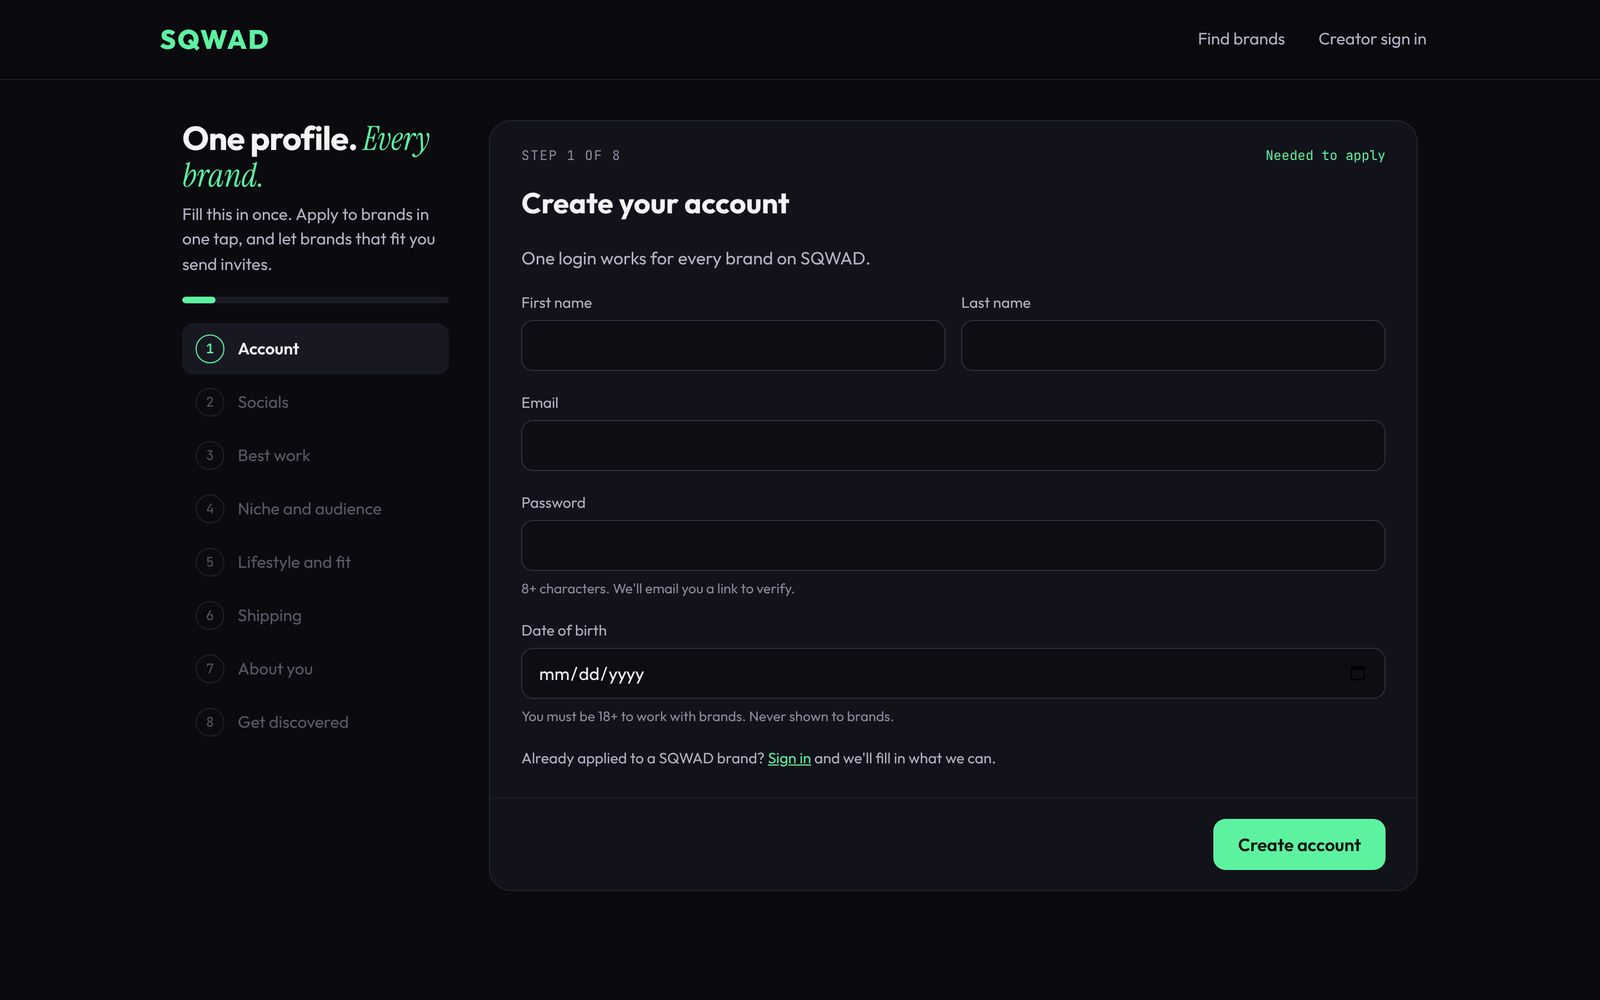 SQWAD
Find brands
Creator sign in
One profile. Every
brand.
Fill this in once. Apply to brands in
one tap, and let brands that fit you
send invites.
1 Account
2 Socials
3 Best work
4 Niche and audience
5 Lifestyle and fit
6 Shipping
7 About you
8 Get discovered
STEP 1 OF 8
Needed to apply
Create your account
One login works for every brand on SQWAD.
First name
Last name
Email
Password
8+ characters. We'll email you a link to verify.
Date of birth
mm/dd/yyyy
You must be 18+ to work with brands. Never shown to brands.
Already applied to a SQWAD brand? Sign in and we'll fill in what we can.
Create account